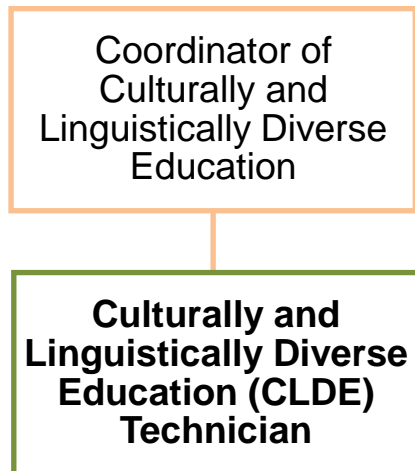 Coordinator of
Culturally and
Linguistically Diverse
Education
Culturally and
Linguistically Diverse
Education (CLDE)
Technician